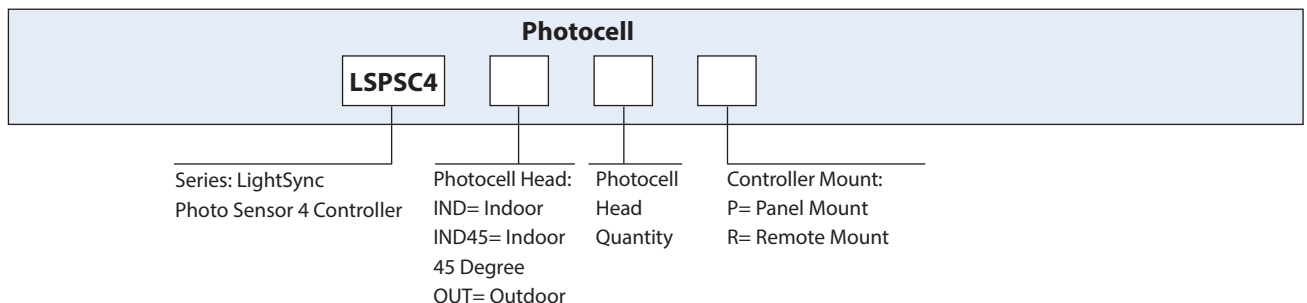 Photocell
LSPSC4
Series: LightSync
Photo Sensor 4 Controller
Photocell Head:
IND= Indoor
IND45= Indoor
45 Degree
OUT= Outdoor
Photocell
Head
Quantity
Controller Mount:
P= Panel Mount
R= Remote Mount